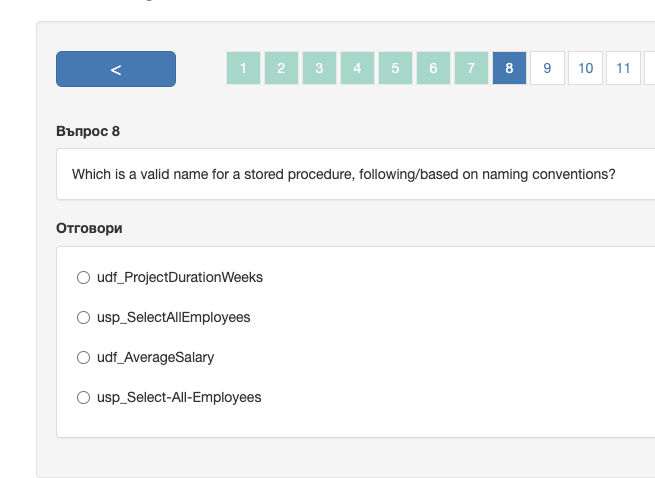 <
1 2 3 4 5 6 7 8 9 10 11
Въпрос 8
Which is a valid name for a stored procedure, following/based on naming conventions?
Отговори
udf_ProjectDurationWeeks
usp_SelectAllEmployees
udf_AverageSalary
usp_Select-All-Employees